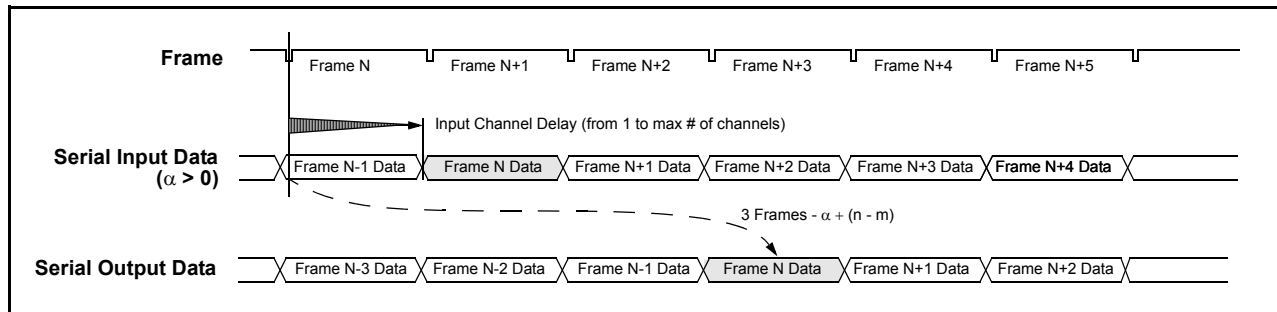 Frame
Frame N Frame N+1 Frame N+2 Frame N+3 Frame N+4 Frame N+5
Input Channel Delay (from 1 to max # of channels)
Serial Input Data
(α > 0)
Frame N-1 Data Frame N Data Frame N+1 Data Frame N+2 Data Frame N+3 Data Frame N+4 Data
3 Frames - α + (n - m)
Serial Output Data Frame N-3 Data Frame N-2 Data Frame N-1 Data Frame N Data Frame N+1 Data Frame N+2 Data